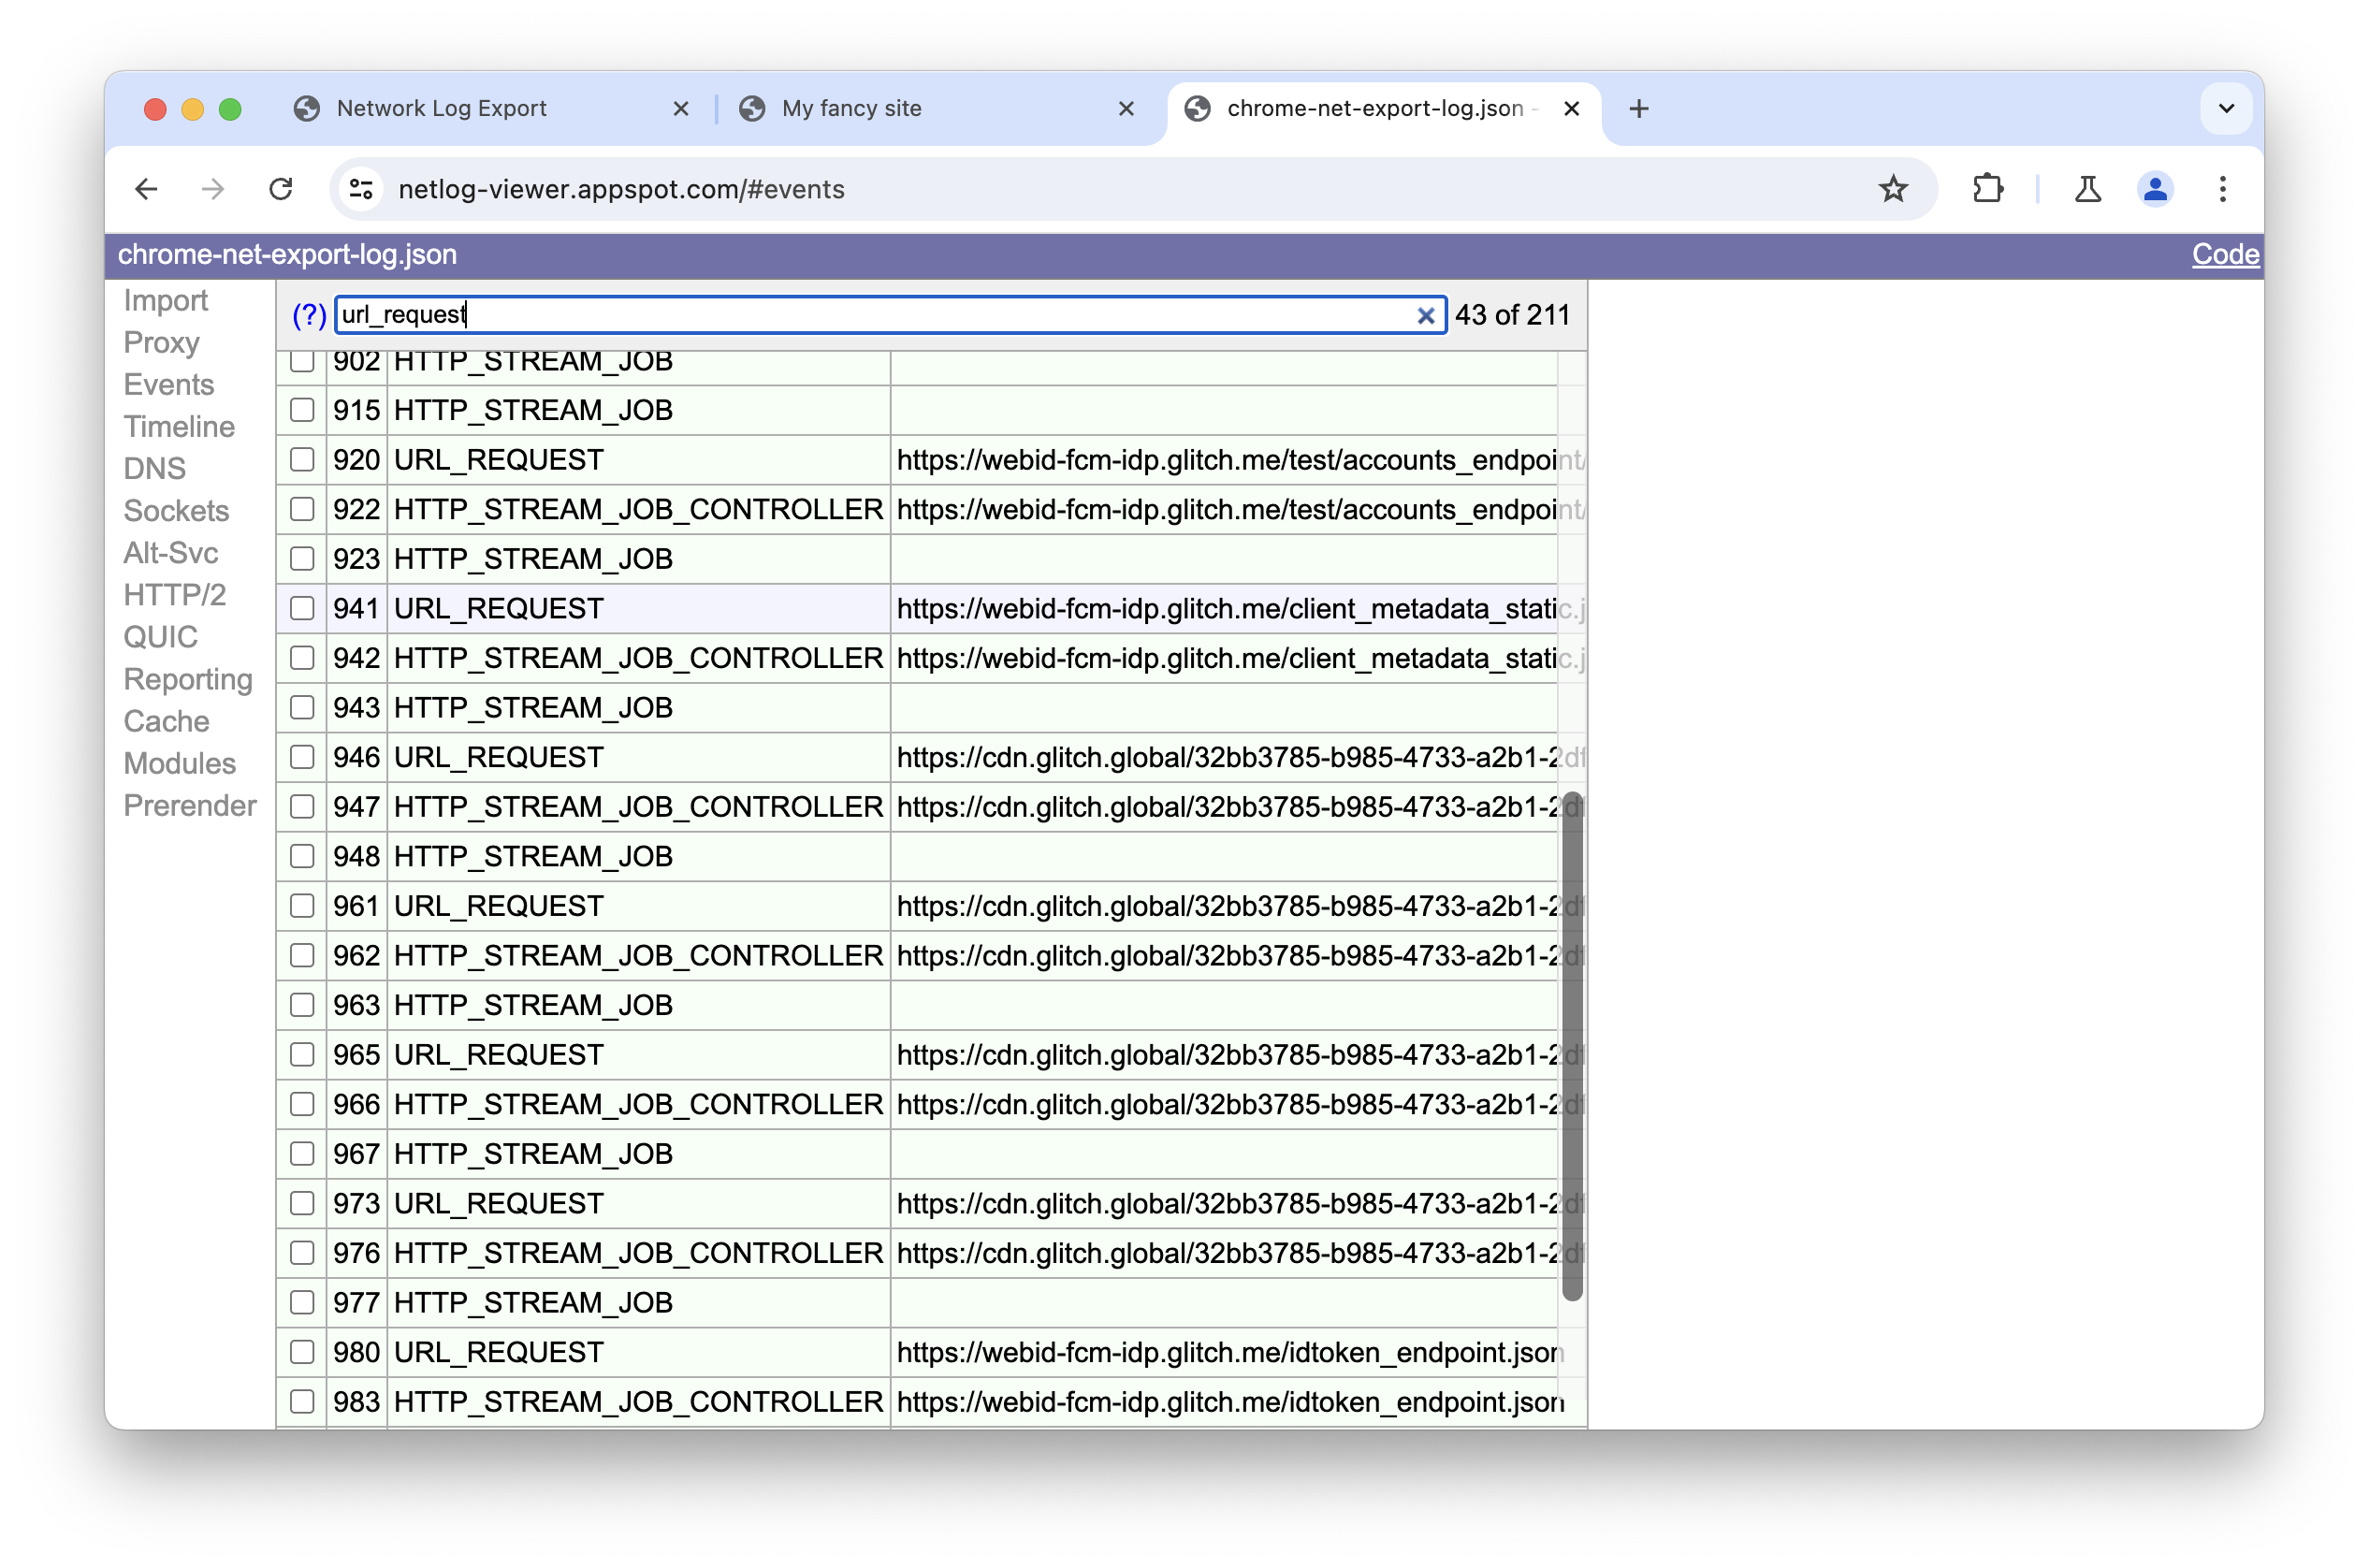 Network Log Export
My fancy site
chrome-net-export-log.json -
netlog-viewer.appspot.com/#events
chrome-net-export-log.json
Code
Import
Proxy
Events
Timeline
DNS
Sockets
Alt-Svc
HTTP/2
QUIC
Reporting
Cache
Modules
Prerender
(?) url_request 43 of 211
902 HTTP_STREAM_JOB
915 HTTP_STREAM_JOB
920 URL_REQUEST https://webid-fcm-idp.glitch.me/test/accounts_endpoint/
922 HTTP_STREAM_JOB_CONTROLLER https://webid-fcm-idp.glitch.me/test/accounts_endpoint/
923 HTTP_STREAM_JOB
941 URL_REQUEST https://webid-fcm-idp.glitch.me/client_metadata_static.j
942 HTTP_STREAM_JOB_CONTROLLER https://webid-fcm-idp.glitch.me/client_metadata_static.j
943 HTTP_STREAM_JOB
946 URL_REQUEST https://cdn.glitch.global/32bb3785-b985-4733-a2b1-2df
947 HTTP_STREAM_JOB_CONTROLLER https://cdn.glitch.global/32bb3785-b985-4733-a2b1-2df
948 HTTP_STREAM_JOB
961 URL_REQUEST https://cdn.glitch.global/32bb3785-b985-4733-a2b1-2df
962 HTTP_STREAM_JOB_CONTROLLER https://cdn.glitch.global/32bb3785-b985-4733-a2b1-2df
963 HTTP_STREAM_JOB
965 URL_REQUEST https://cdn.glitch.global/32bb3785-b985-4733-a2b1-2df
966 HTTP_STREAM_JOB_CONTROLLER https://cdn.glitch.global/32bb3785-b985-4733-a2b1-2df
967 HTTP_STREAM_JOB
973 URL_REQUEST https://cdn.glitch.global/32bb3785-b985-4733-a2b1-2df
976 HTTP_STREAM_JOB_CONTROLLER https://cdn.glitch.global/32bb3785-b985-4733-a2b1-2df
977 HTTP_STREAM_JOB
980 URL_REQUEST https://webid-fcm-idp.glitch.me/idtoken_endpoint.json
983 HTTP_STREAM_JOB_CONTROLLER https://webid-fcm-idp.glitch.me/idtoken_endpoint.json